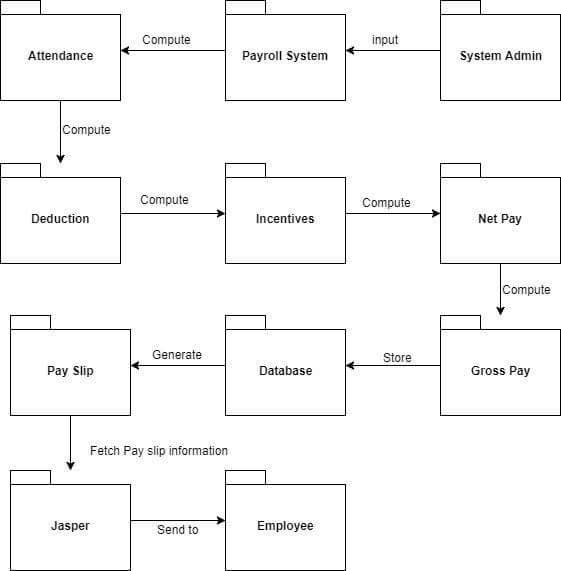 Attendance
Compute
Payroll System
input
System Admin
Compute
Deduction
Compute
Incentives
Compute
Net Pay
Compute
Pay Slip
Generate
Database
Store
Gross Pay
Fetch Pay slip information
Jasper
Send to
Employee